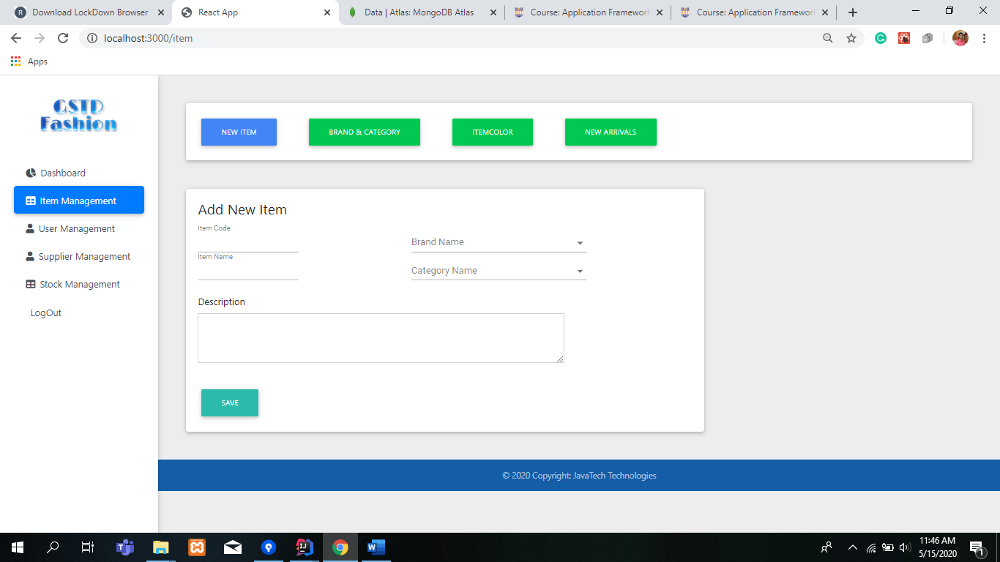 Download LockDown Browser
React App
Data | Atlas: MongoDB Atlas
Course: Application Framework
Course: Application Framework
localhost:3000/item
Apps
GSTD
Fashion
NEW ITEM
BRAND & CATEGORY
ITEMCOLOR
NEW ARRIVALS
Dashboard
Item Management
User Management
Supplier Management
Stock Management
LogOut
Add New Item
Item Code
Brand Name
Item Name
Category Name
Description
SAVE
© 2020 Copyright: JavaTech Technologies
11:46 AM
5/15/2020
1